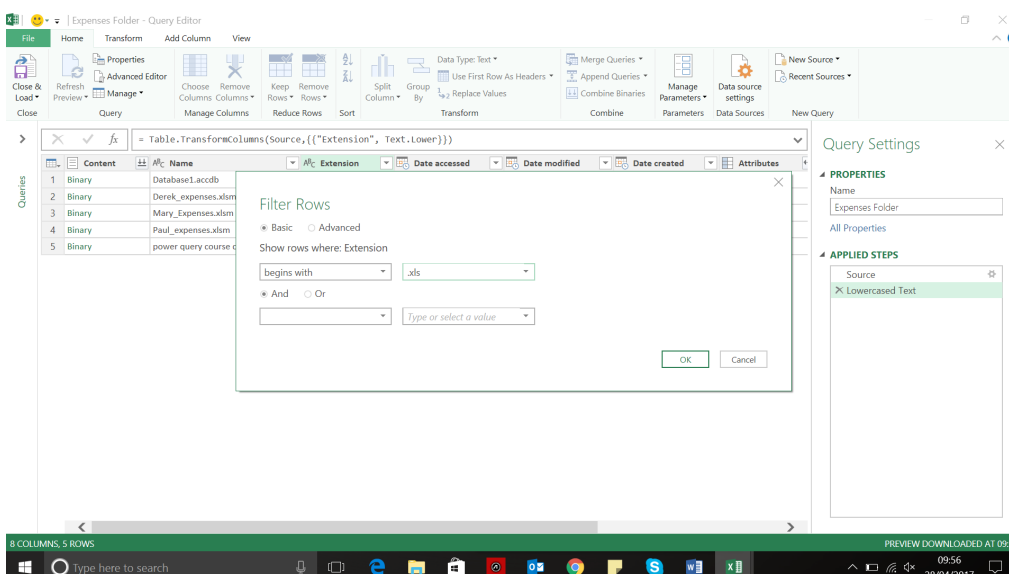 Expenses Folder - Query Editor
File Home Transform Add Column View
Close & Load
Refresh Preview
Properties
Advanced Editor
Manage
Choose Columns
Remove Columns
Keep Rows
Remove Rows
Split Column
Group By
Data Type: Text
Use First Row As Headers
Replace Values
Merge Queries
Append Queries
Combine Binaries
Manage Parameters
Data source settings
New Source
Recent Sources
Close Query Manage Columns Reduce Rows Sort Transform Combine Parameters Data Sources New Query
fx = Table.TransformColumns(Source,{{"Extension", Text.Lower}})
Queries
Content Name Extension Date accessed Date modified Date created Attributes
1 Binary Database1.accdb
2 Binary Derek_expenses.xlsm
3 Binary Mary_Expenses.xlsm
4 Binary Paul_expenses.xlsm
5 Binary power query course
Filter Rows
Basic Advanced
Show rows where: Extension
begins with .xls
And Or
Type or select a value
OK Cancel
Query Settings
PROPERTIES
Name
Expenses Folder
All Properties
APPLIED STEPS
Source
Lowercased Text
8 COLUMNS, 5 ROWS
PREVIEW DOWNLOADED AT 09:
Type here to search
09:56